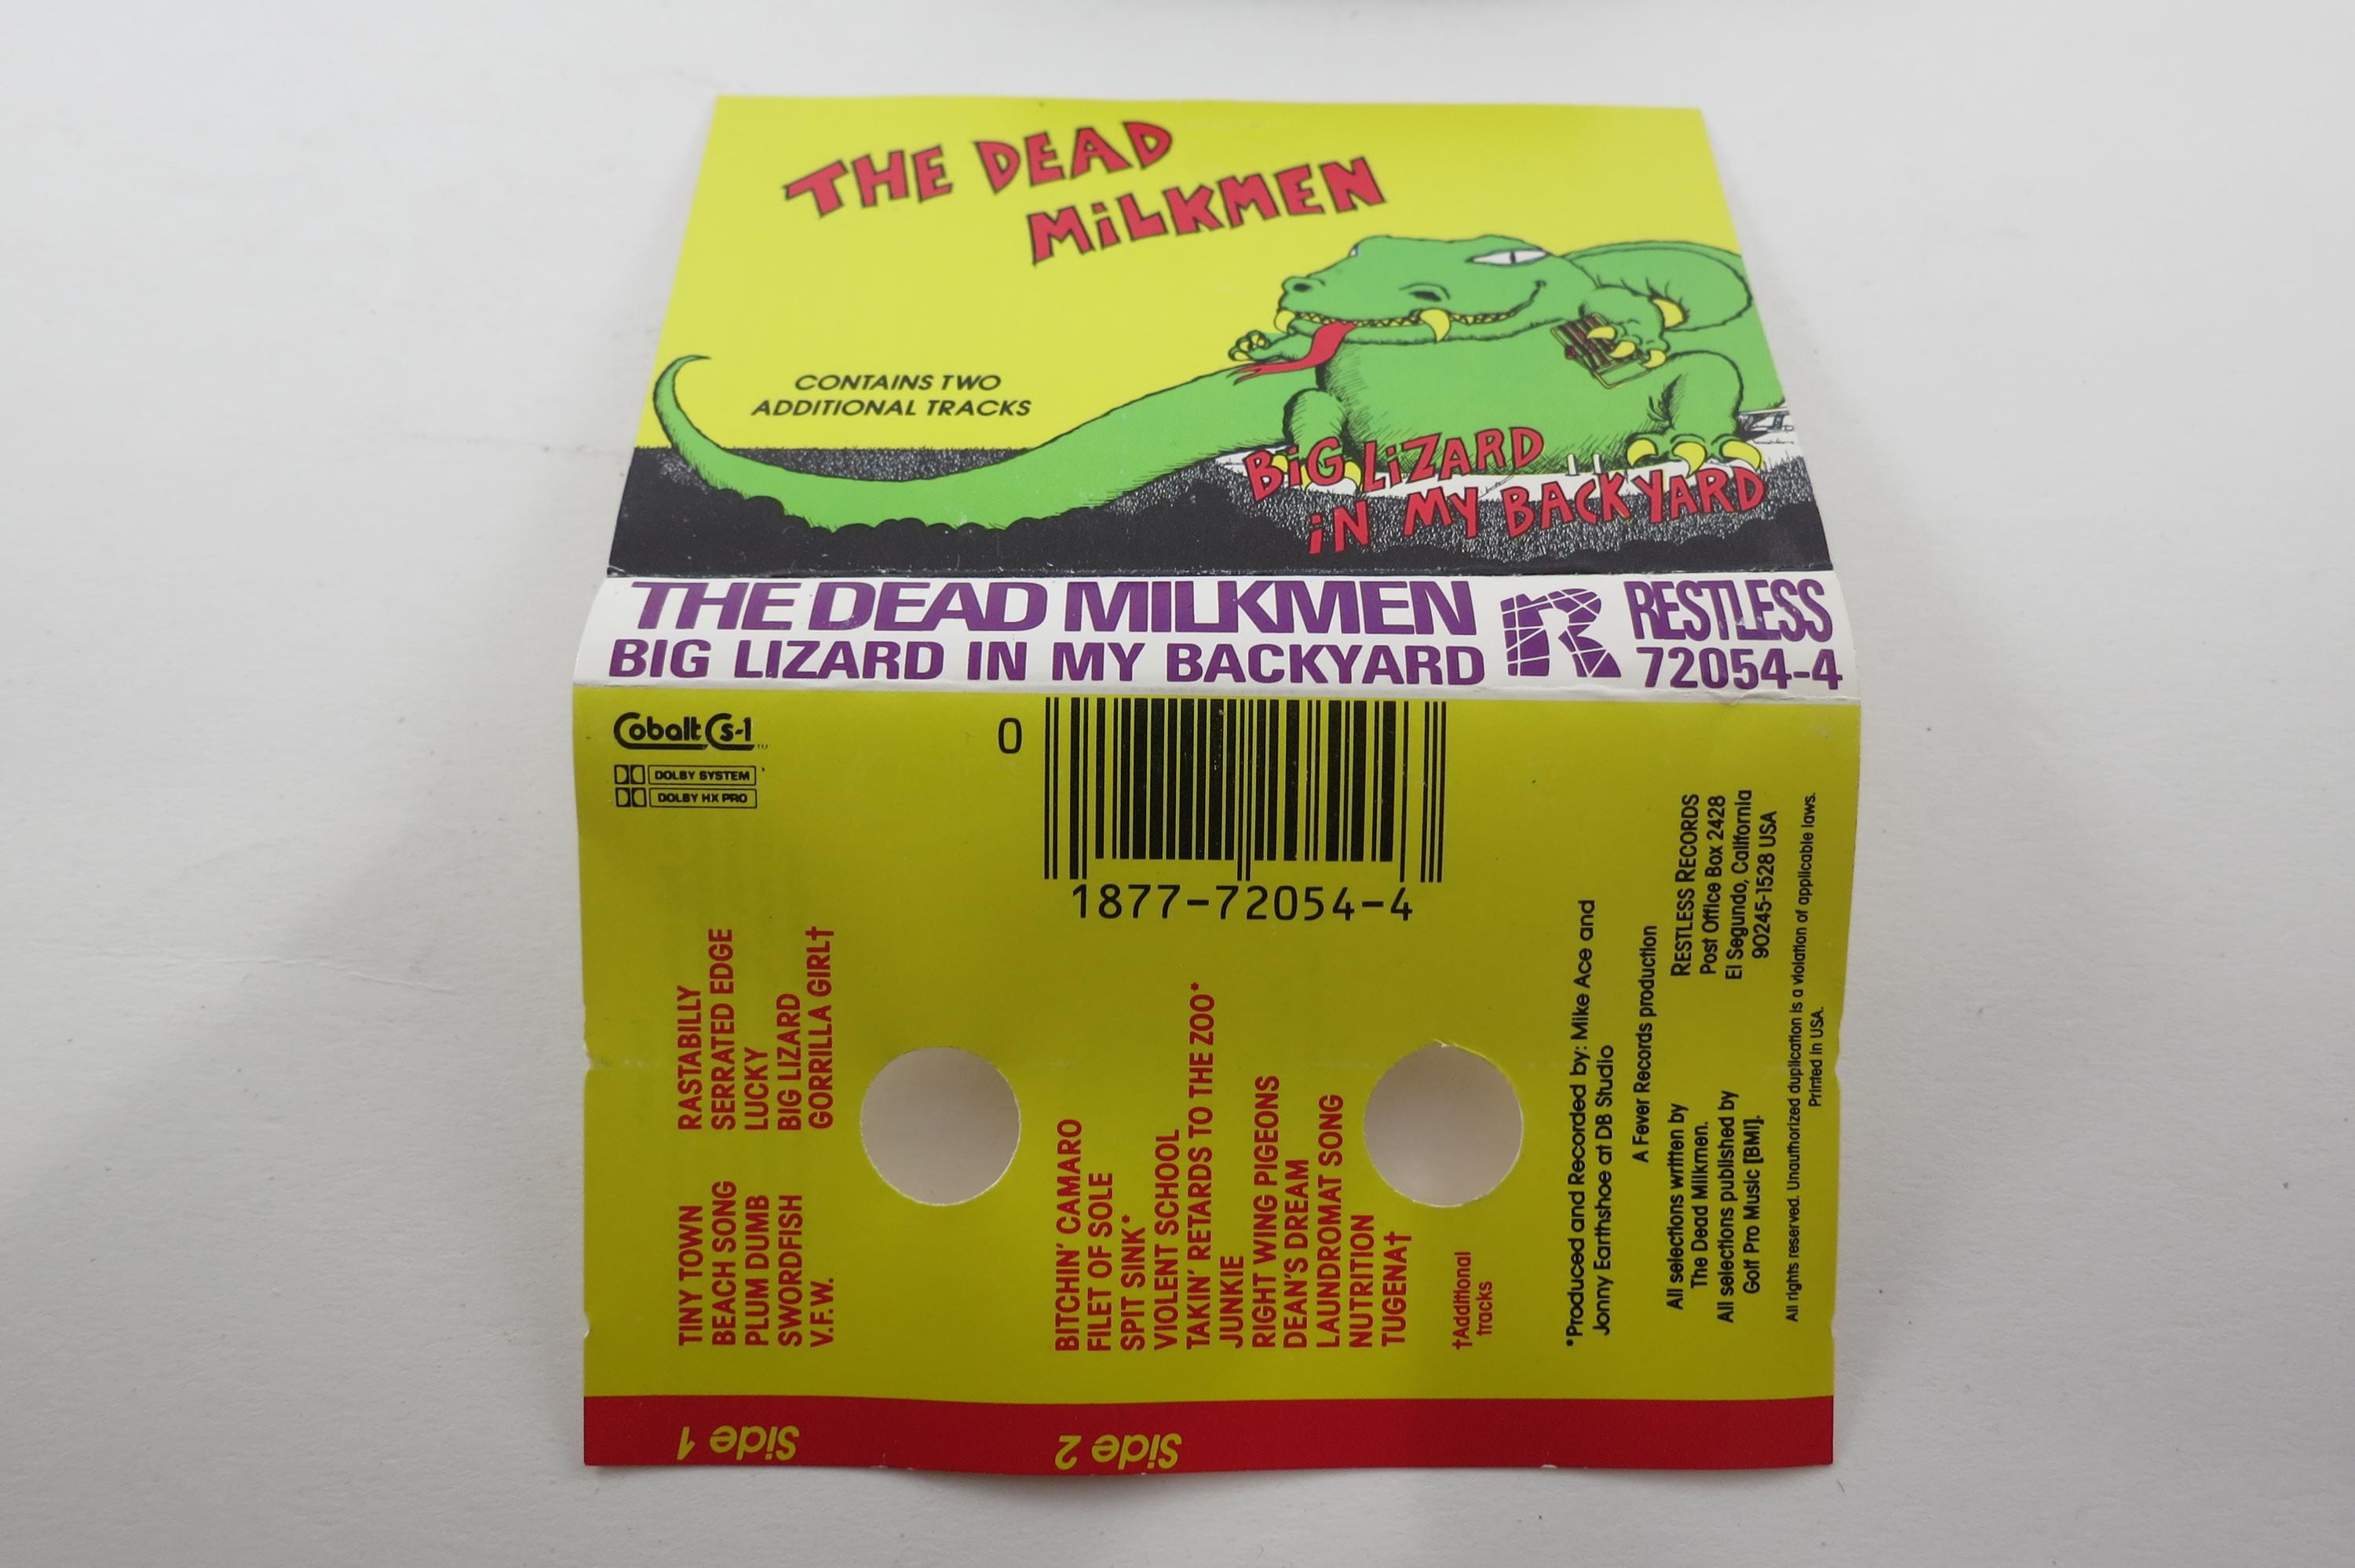 THE DEAD
MiLKMEN
CONTAINS TWO
ADDITIONAL TRACKS
BiG LiZARD
iN MY BACKYARD
THE DEAD MILKMEN
BIG LIZARD IN MY BACKYARD
R RESTLESS
72054-4
Cobalt Cs-1™
DOLBY SYSTEM
DOLBY HX PRO
0
1877-72054-4
Side 1
TINY TOWN
BEACH SONG
PLUM DUMB
SWORDFISH
V.F.W.
RASTABILLY
SERRATED EDGE
LUCKY
BIG LIZARD
GORRILLA GIRL†
Side 2
BITCHIN' CAMARO
FILET OF SOLE
SPIT SINK*
VIOLENT SCHOOL
TAKIN' RETARDS TO THE ZOO*
JUNKIE
RIGHT WING PIGEONS
DEAN'S DREAM
LAUNDROMAT SONG
NUTRITION
TUGENA†
†Additional
tracks
*Produced and Recorded by: Mike Ace and
Jonny Earthshoe at DB Studio
A Fever Records production
All selections written by
The Dead Milkmen.
All selections published by
Golf Pro Music [BMI].
RESTLESS RECORDS
Post Office Box 2428
El Segundo, California
90245-1528 USA
All rights reserved. Unauthorized duplication is a violation of applicable laws.
Printed in USA.